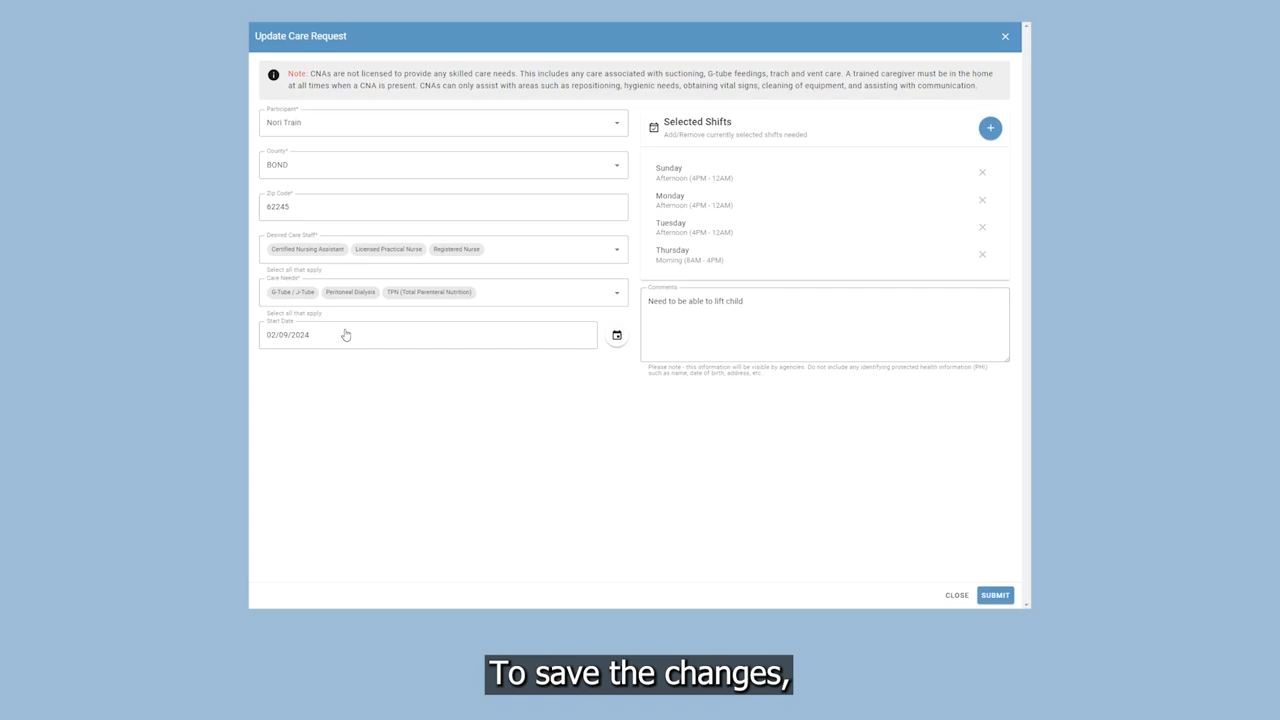 Update Care Request
Note: CNAs are not licensed to provide any skilled care needs. This includes any care associated with suctioning, G-tube feedings, trach and vent care. A trained caregiver must be in the home
at all times when a CNA is present. CNAs can only assist with areas such as repositioning, hygienic needs, obtaining vital signs, cleaning of equipment, and assisting with communication.
Participant*
Nori Train
County*
BOND
Zip Code*
62245
Desired Care Staff*
Certified Nursing Assistant Licensed Practical Nurse Registered Nurse
Select all that apply
Care Needs*
G-Tube / J-Tube Peritoneal Dialysis TPN (Total Parenteral Nutrition)
Select all that apply
Start Date
02/09/2024
Selected Shifts
Add/Remove currently selected shifts needed
Sunday
Afternoon (4PM - 12AM)
Monday
Afternoon (4PM - 12AM)
Tuesday
Afternoon (4PM - 12AM)
Thursday
Morning (8AM - 4PM)
Comments
Need to be able to lift child
Please note - this information will be visible by agencies. Do not include any identifying protected health information (PHI)
such as name, date of birth, address, etc.
CLOSE SUBMIT
To save the changes,